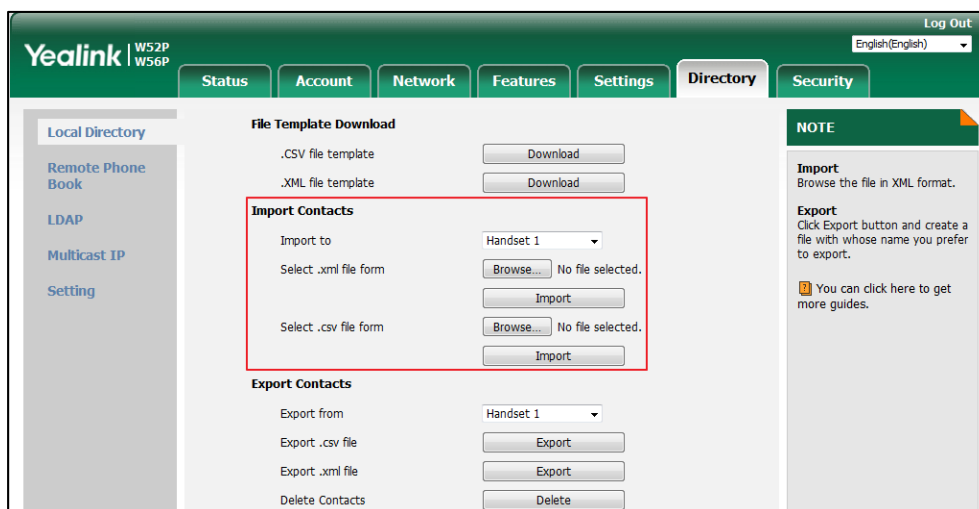 Log Out
Yealink W52P
W56P
English(English)
Status Account Network Features Settings Directory Security
Local Directory
Remote Phone
Book
LDAP
Multicast IP
Setting
File Template Download
.CSV file template Download
.XML file template Download
Import Contacts
Import to Handset 1
Select .xml file form Browse... No file selected.
Import
Select .csv file form Browse... No file selected.
Import
Export Contacts
Export from Handset 1
Export .csv file Export
Export .xml file Export
Delete Contacts Delete
NOTE
Import
Browse the file in XML format.
Export
Click Export button and create a
file with whose name you prefer
to export.
? You can click here to get
more guides.